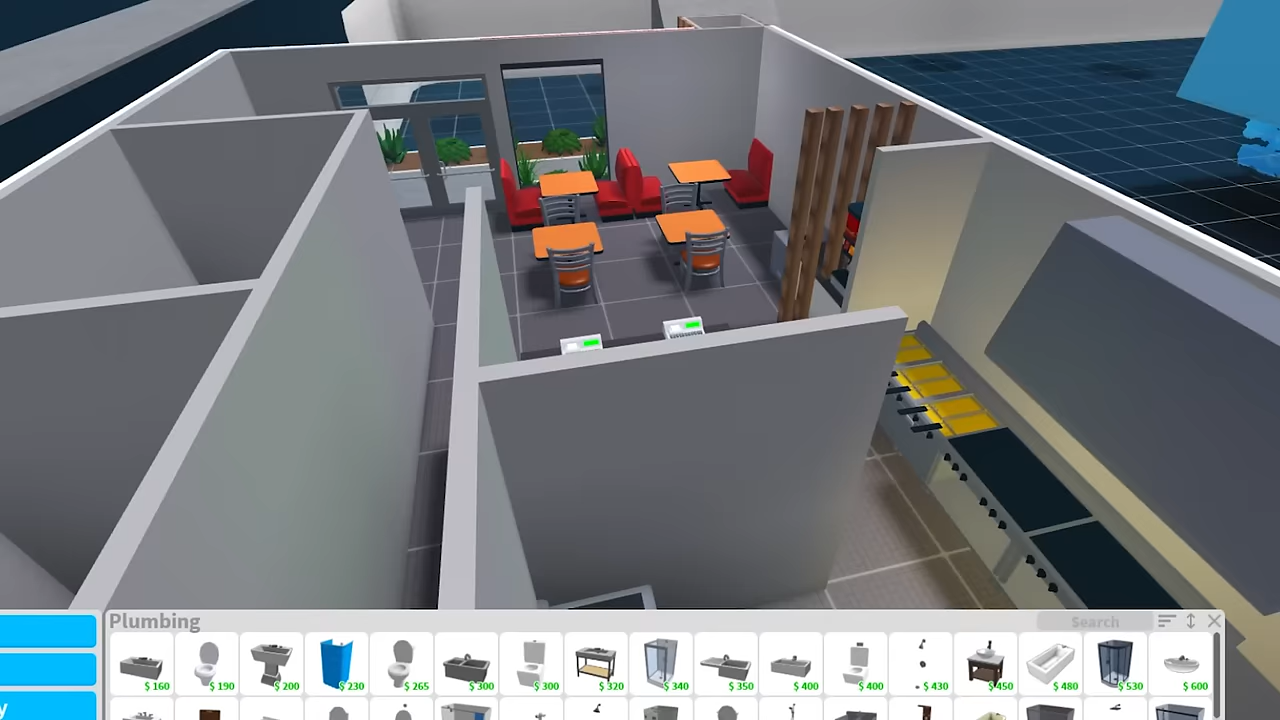 Plumbing
Search
$ 160 $ 190 $ 200 $ 230 $ 265 $ 300 $ 300 $ 320 $ 340 $ 350 $ 400 $ 400 $ 430 $ 450 $ 480 $ 530 $ 600
y